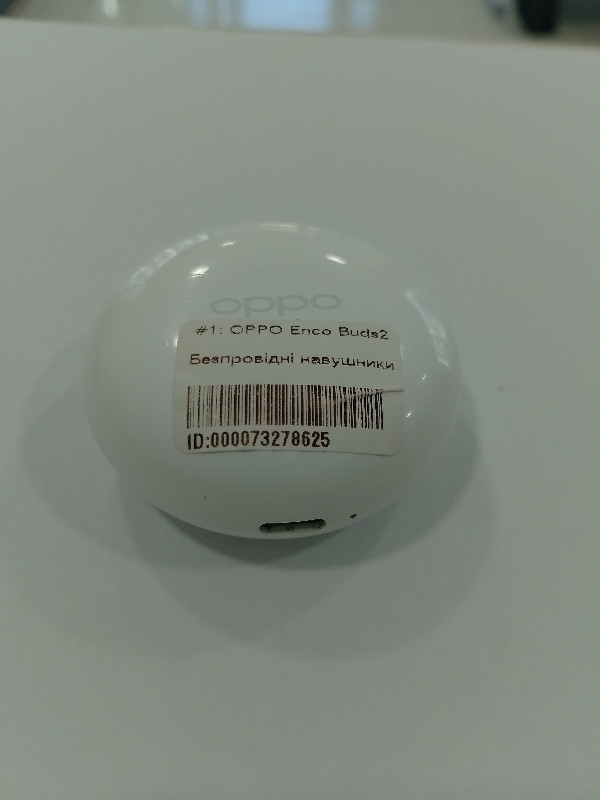 oppo
#1: OPPO Enco Buds2
Безпровідні навушники
ID:000073278625